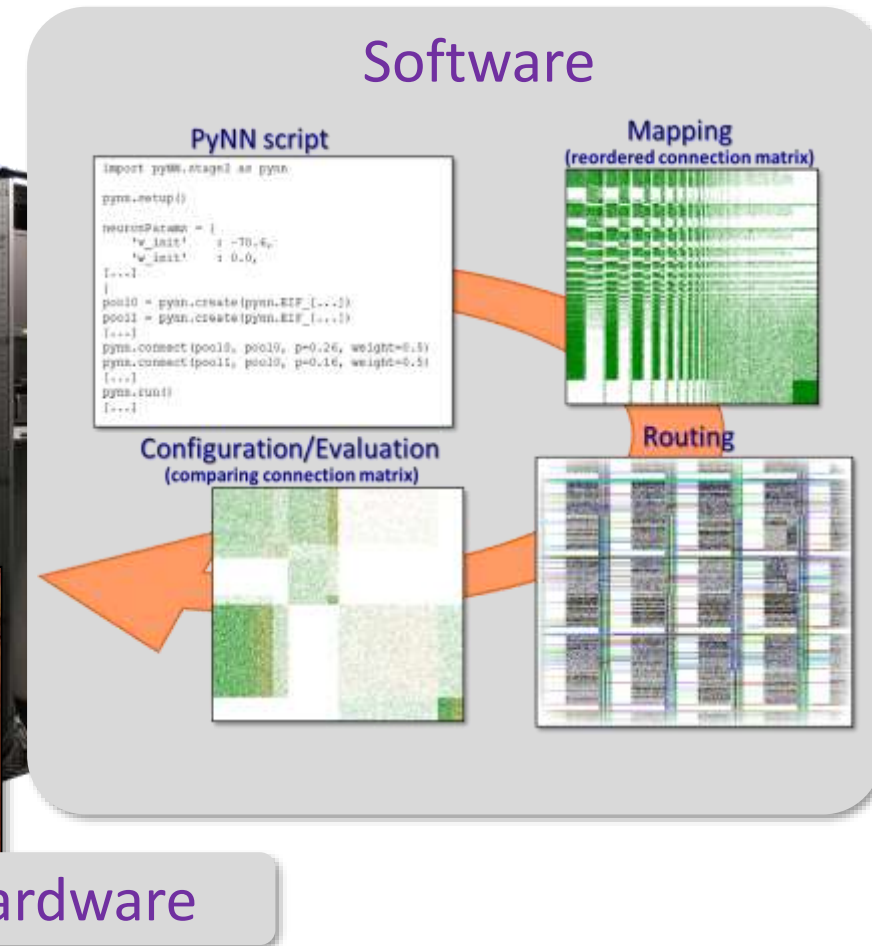 Software
PyNN script
import pyNN.stage2 as pynn
pynn.setup()
neuronParams = {
'v_init' : -70.6,
'w_init' : 0.0,
[...]
}
pool0 = pynn.create(pynn.EIF_[...])
pool1 = pynn.create(pynn.EIF_[...])
[...]
pynn.connect(pool0, pool0, p=0.26, weight=0.5)
pynn.connect(pool1, pool0, p=0.16, weight=0.5)
[...]
pynn.run()
[...]
Mapping
(reordered connection matrix)
Routing
Configuration/Evaluation
(comparing connection matrix)
ardware